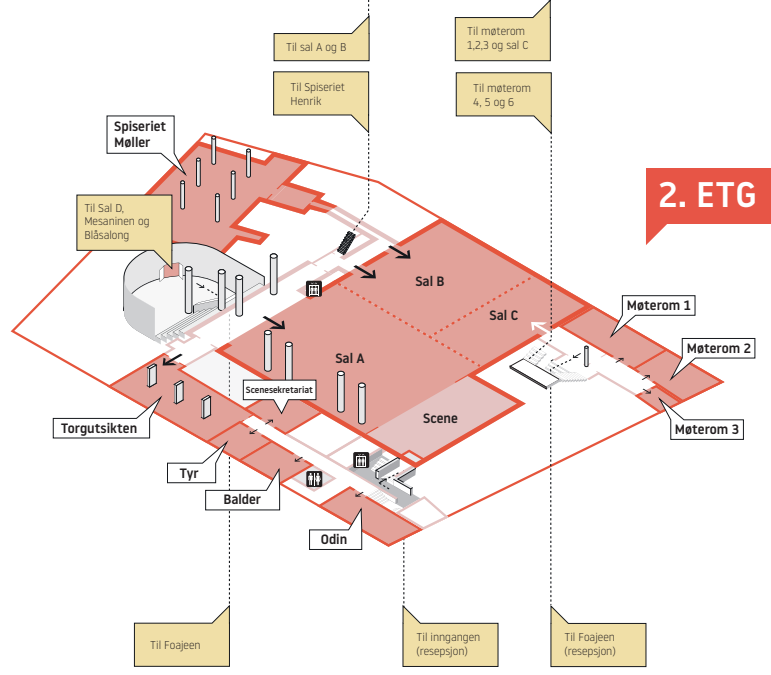 Til sal A og B
Til møterom
1,2,3 og sal C
Til Spiseriet
Henrik
Til møterom
4, 5 og 6
Spiseriet
Møller
2. ETG
Til Sal D,
Mesaninen og
Blåsalong
Sal B
Sal C
Møterom 1
Møterom 2
Sal A
Scenesekretariat
Scene
Torgutsikten
Møterom 3
Tyr
Balder
Odin
Til Foajeen
Til inngangen
(resepsjon)
Til Foajeen
(resepsjon)